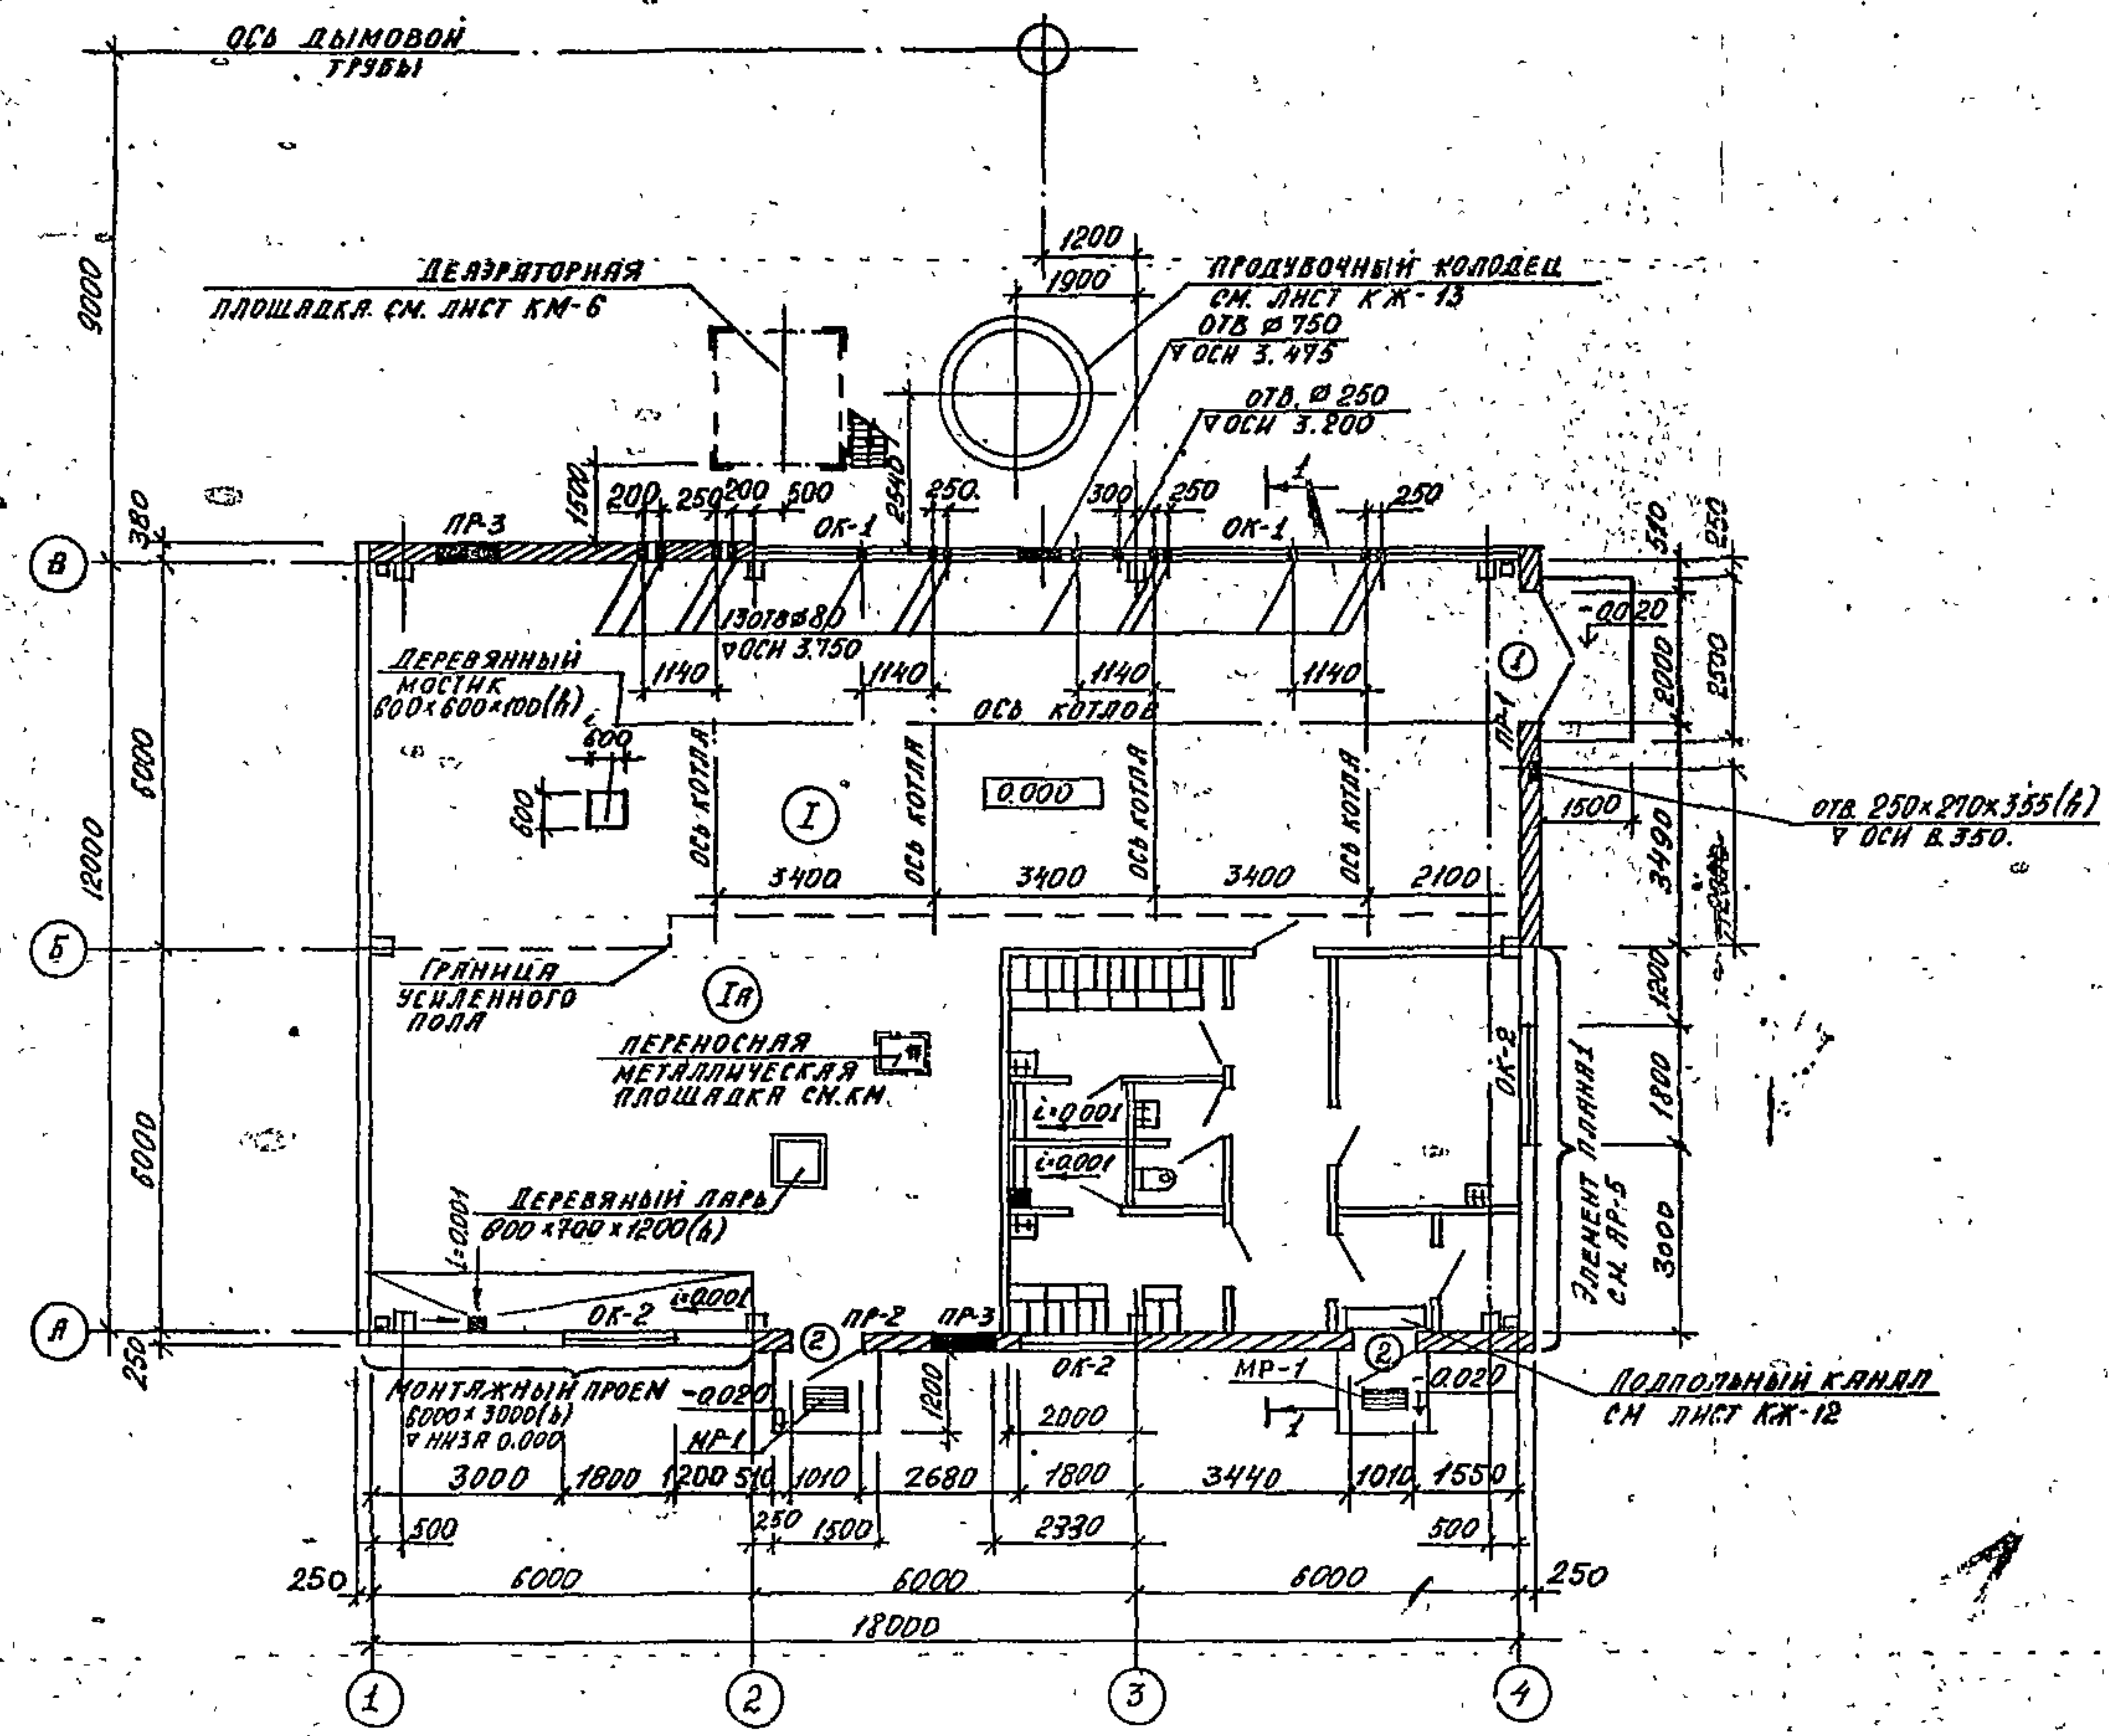 ОСЬ ДЫМОВОЙ
ТРУБЫ
1200
1900
ДЕАЭРАТОРНАЯ
ПЛОЩАДКА СМ. ЛИСТ КМ-6
ПРОДУВОЧНЫЙ КОЛОДЕЦ
СМ. ЛИСТ КЖ-13
ОТВ Ø 750
ОСИ 3.475
ОТВ. Ø 250
ОСИ 3.200
9000
380
12000
6000
6000
250
1500
200 250 200 500
2540
250
300 250
1
250
ПР-3
ОК-1
ОК-1
510
250
В
13ОТВ Ø80
ОСИ 3.750
-0.020
2000
2500
1
ПР-1
ДЕРЕВЯННЫЙ
МОСТИК
600×600×100(h)
1140
1140
1140
1140
ОСЬ КОТЛОВ
600
600
ОСЬ КОТЛА
ОСЬ КОТЛА
ОСЬ КОТЛА
ОСЬ КОТЛА
I
0.000
1500
3490
ОТВ. 250×270×355(h)
3400
3400
3400
2100
Б
ГРАНИЦА
УСИЛЕННОГО
ПОЛА
Iа
ПЕРЕНОСНАЯ
МЕТАЛЛИЧЕСКАЯ
ПЛОЩАДКА СМ.КМ.
i=0.001
i=0.001
ОК-2
1200
1800
3000
ЭЛЕМЕНТ ПЛАНА 1
СМ. АР-5
ДЕРЕВЯНЫЙ ЛАРЬ
800×700×1200(h)
i=0.001
i=0.001
А
ОК-2
ПР-2
ПР-3
2
2
ОК-2
МР-1
-0.020
-0.020
МОНТАЖНЫЙ ПРОЕМ
6000×3000(h)
НИЗА 0.000
МР-1
1200
2000
1
ПОДПОЛЬНЫЙ КАНАЛ
СМ ЛИСТ КЖ-12
3000 1800 1200 510 1010 2680 1800 3440 1010 1550
500
250 1500
2330
500
250 6000 6000 6000 250
18000
1 2 3 4